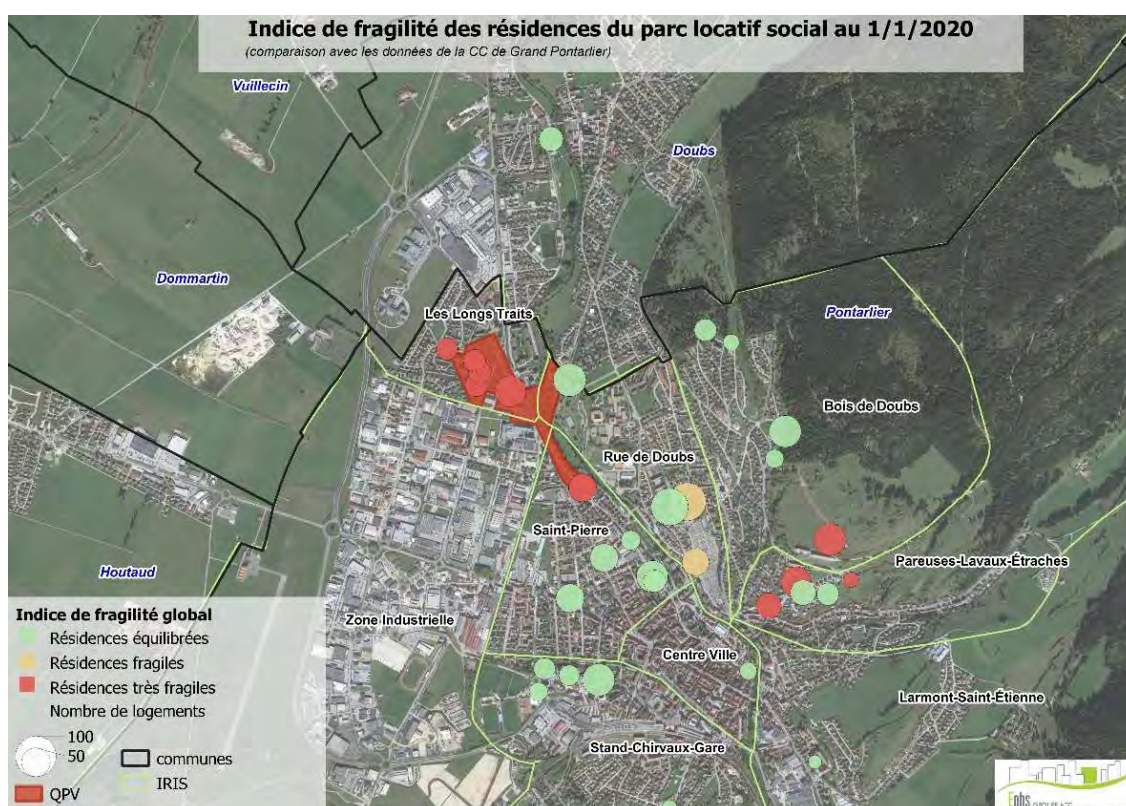 Indice de fragilité des résidences du parc locatif social au 1/1/2020
(comparaison avec les données de la CC de Grand Pontarlier)
Vuillecin
Doubs
Dommartin
Les Longs Traits
Pontarlier
Bois de Doubs
Rue de Doubs
Saint-Pierre
Pareuses-Lavaux-Étraches
Houtaud
Zone Industrielle
Centre Ville
Larmont-Saint-Étienne
Stand-Chirvaux-Gare
Indice de fragilité global
Résidences équilibrées
Résidences fragiles
Résidences très fragiles
Nombre de logements
100
50
communes
IRIS
QPV